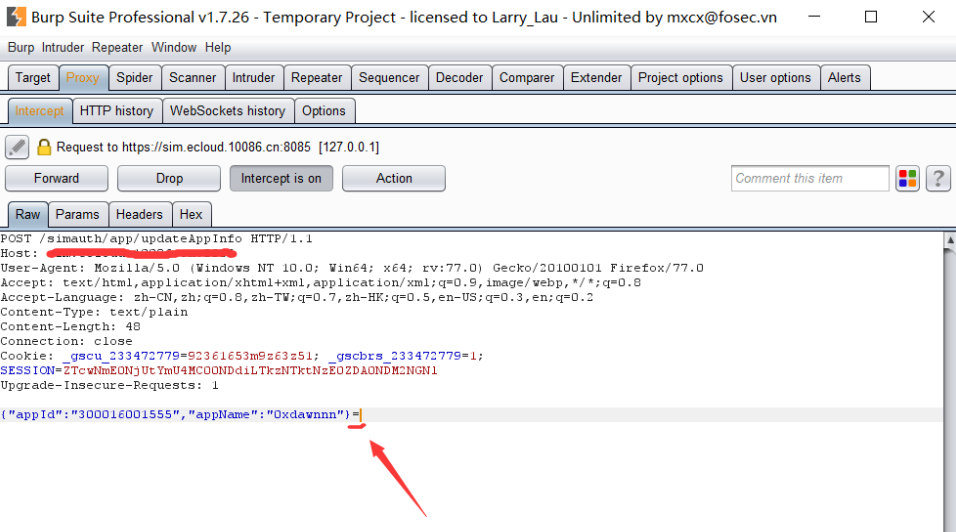 Burp Suite Professional v1.7.26 - Temporary Project - licensed to Larry_Lau - Unlimited by mxcx@fosec.vn
Burp Intruder Repeater Window Help
Target Proxy Spider Scanner Intruder Repeater Sequencer Decoder Comparer Extender Project options User options Alerts
Intercept HTTP history WebSockets history Options
Request to https://sim.ecloud.10086.cn:8085 [127.0.0.1]
Forward Drop Intercept is on Action Comment this item ?
Raw Params Headers Hex
POST /simauth/app/updateAppInfo HTTP/1.1
Host:
User-Agent: Mozilla/5.0 (Windows NT 10.0; Win64; x64; rv:77.0) Gecko/20100101 Firefox/77.0
Accept: text/html,application/xhtml+xml,application/xml;q=0.9,image/webp,*/*;q=0.8
Accept-Language: zh-CN,zh;q=0.8,zh-TW;q=0.7,zh-HK;q=0.5,en-US;q=0.3,en;q=0.2
Content-Type: text/plain
Content-Length: 48
Connection: close
Cookie: _gscu_233472779=92361653m9z63z51; _gscbrs_233472779=1;
SESSION=ZTcwNmE0NjUtYmU4MC00NDdiLTkzNTktNzE0ZDA0NDM2NGN1
Upgrade-Insecure-Requests: 1
{"appId":"300016001555","appName":"0xdawnnn"}=